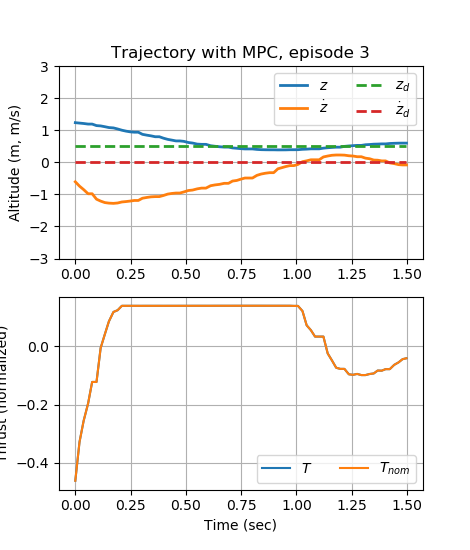 Trajectory with MPC, episode 3
Altitude (m, m/s)
3
2
1
0
−1
−2
−3
z z_d
ż ż_d
0.00 0.25 0.50 0.75 1.00 1.25 1.50
Thrust (normalized)
0.0
−0.2
−0.4
T T_nom
0.00 0.25 0.50 0.75 1.00 1.25 1.50
Time (sec)